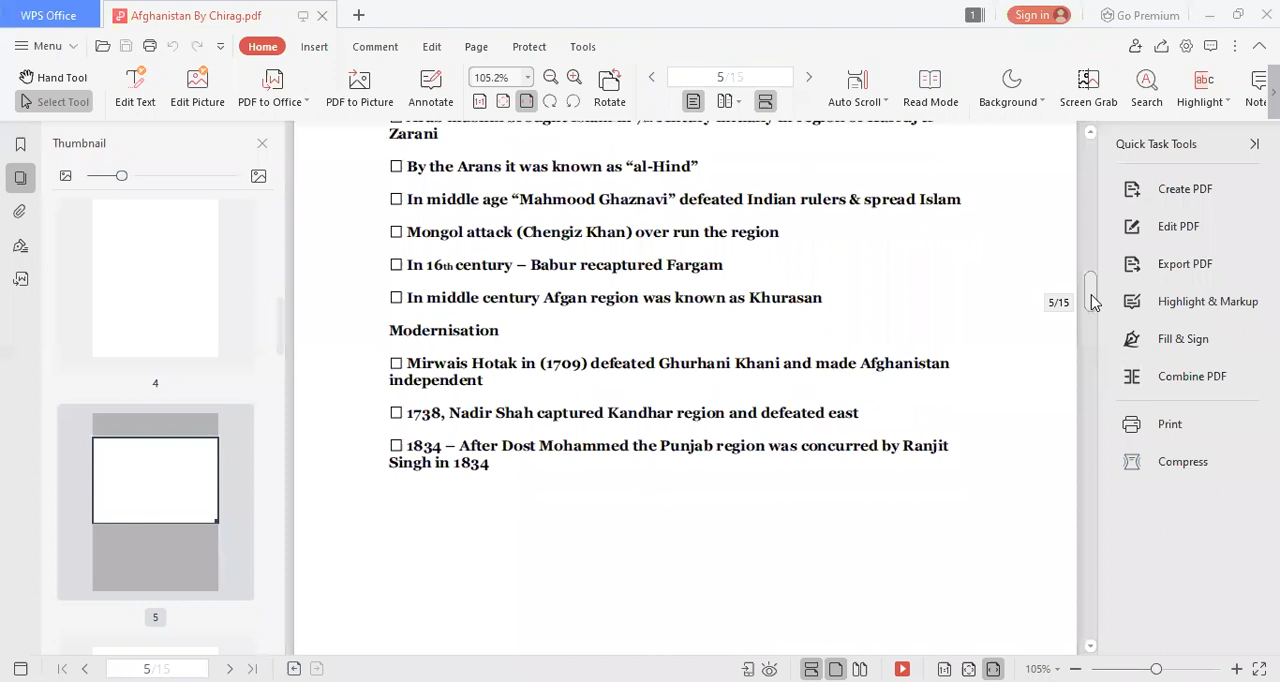 WPS Office
Afghanistan By Chirag.pdf
1
Sign in
Go Premium
Menu
Home
Insert
Comment
Edit
Page
Protect
Tools
Hand Tool
Select Tool
Edit Text
Edit Picture
PDF to Office
PDF to Picture
Annotate
105.2%
Rotate
5/15
Auto Scroll
Read Mode
Background
Screen Grab
Search
Highlight
Note
Thumbnail
4
5
Zarani
☐ By the Arans it was known as “al-Hind”
☐ In middle age “Mahmood Ghaznavi” defeated Indian rulers & spread Islam
☐ Mongol attack (Chengiz Khan) over run the region
☐ In 16th century – Babur recaptured Fargam
☐ In middle century Afgan region was known as Khurasan
Modernisation
☐ Mirwais Hotak in (1709) defeated Ghurhani Khani and made Afghanistan
independent
☐ 1738, Nadir Shah captured Kandhar region and defeated east
☐ 1834 – After Dost Mohammed the Punjab region was concurred by Ranjit
Singh in 1834
5/15
Quick Task Tools
Create PDF
Edit PDF
Export PDF
Highlight & Markup
Fill & Sign
Combine PDF
Print
Compress
5/15
105%